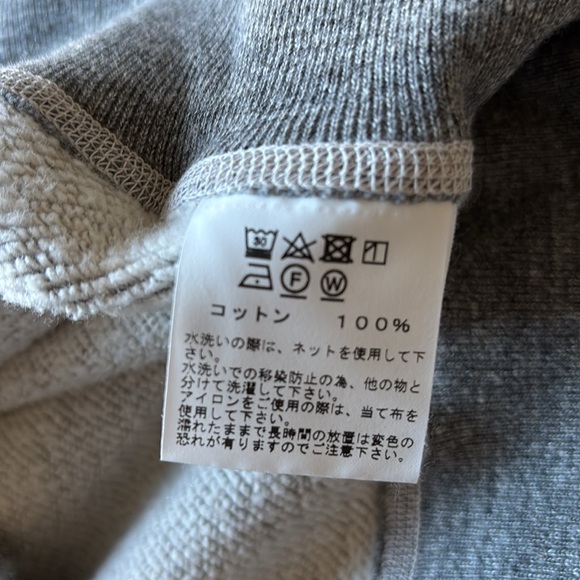 30
F W
コットン 100%
水洗いの際は、ネットを使用して下
さい。
水洗いでの移染防止の為、他の物と
分けて洗濯して下さい。
アイロンをご使用の際は、当て布を
使用して下さい。
濡れたままで長時間の放置は変色の
恐れが有りますのでご注意下さい。